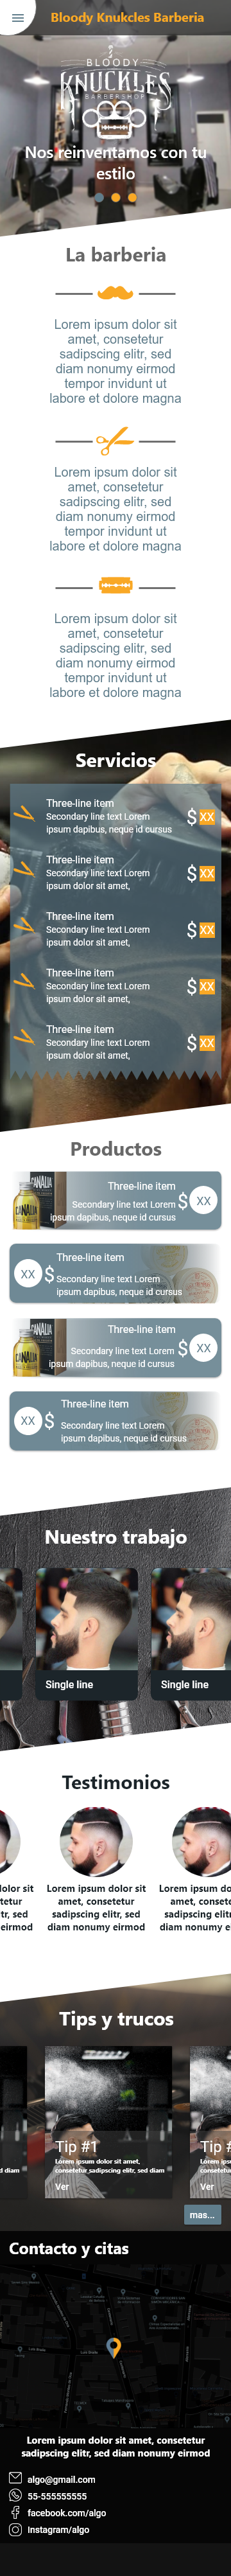 Bloody Knukcles Barberia
BLOODY
KNUCKLES
BARBERSHOP
Nos reinventamos con tu
estilo
La barberia
Lorem ipsum dolor sit
amet, consetetur
sadipscing elitr, sed
diam nonumy eirmod
tempor invidunt ut
labore et dolore magna
Lorem ipsum dolor sit
amet, consetetur
sadipscing elitr, sed
diam nonumy eirmod
tempor invidunt ut
labore et dolore magna
Lorem ipsum dolor sit
amet, consetetur
sadipscing elitr, sed
diam nonumy eirmod
tempor invidunt ut
labore et dolore magna
Servicios
Three-line item
Secondary line text Lorem
ipsum dapibus, neque id cursus
$ XX
Three-line item
Secondary line text Lorem
ipsum dolor sit amet,
$ XX
Three-line item
Secondary line text Lorem
ipsum dolor sit amet,
$ XX
Three-line item
Secondary line text Lorem
ipsum dolor sit amet,
$ XX
Three-line item
Secondary line text Lorem
ipsum dolor sit amet,
$ XX
Productos
CANALLA
Three-line item
Secondary line text Lorem
ipsum dapibus, neque id cursus
$ XX
XX $
Three-line item
Secondary line text Lorem
ipsum dapibus, neque id cursus
CANALLA
Three-line item
Secondary line text Lorem
ipsum dapibus, neque id cursus
$ XX
XX $
Three-line item
Secondary line text Lorem
ipsum dapibus, neque id cursus
Nuestro trabajo
Single line
Single line
Testimonios
dolor sit
tetur
itr, sed
eirmod
Lorem ipsum dolor sit
amet, consetetur
sadipscing elitr, sed
diam nonumy eirmod
Lorem ipsum do
amet, consete
sadipscing elitr
diam nonumy e
Tips y trucos
Tip #1
Lorem ipsum dolor sit amet,
consetetur sadipscing elitr, sed diam
Ver
Tip #
Lorem ipsum
consetetur s
Ver
mas...
Contacto y citas
Lorem ipsum dolor sit amet, consetetur
sadipscing elitr, sed diam nonumy eirmod
algo@gmail.com
55-555555555
facebook.com/algo
Instagram/algo